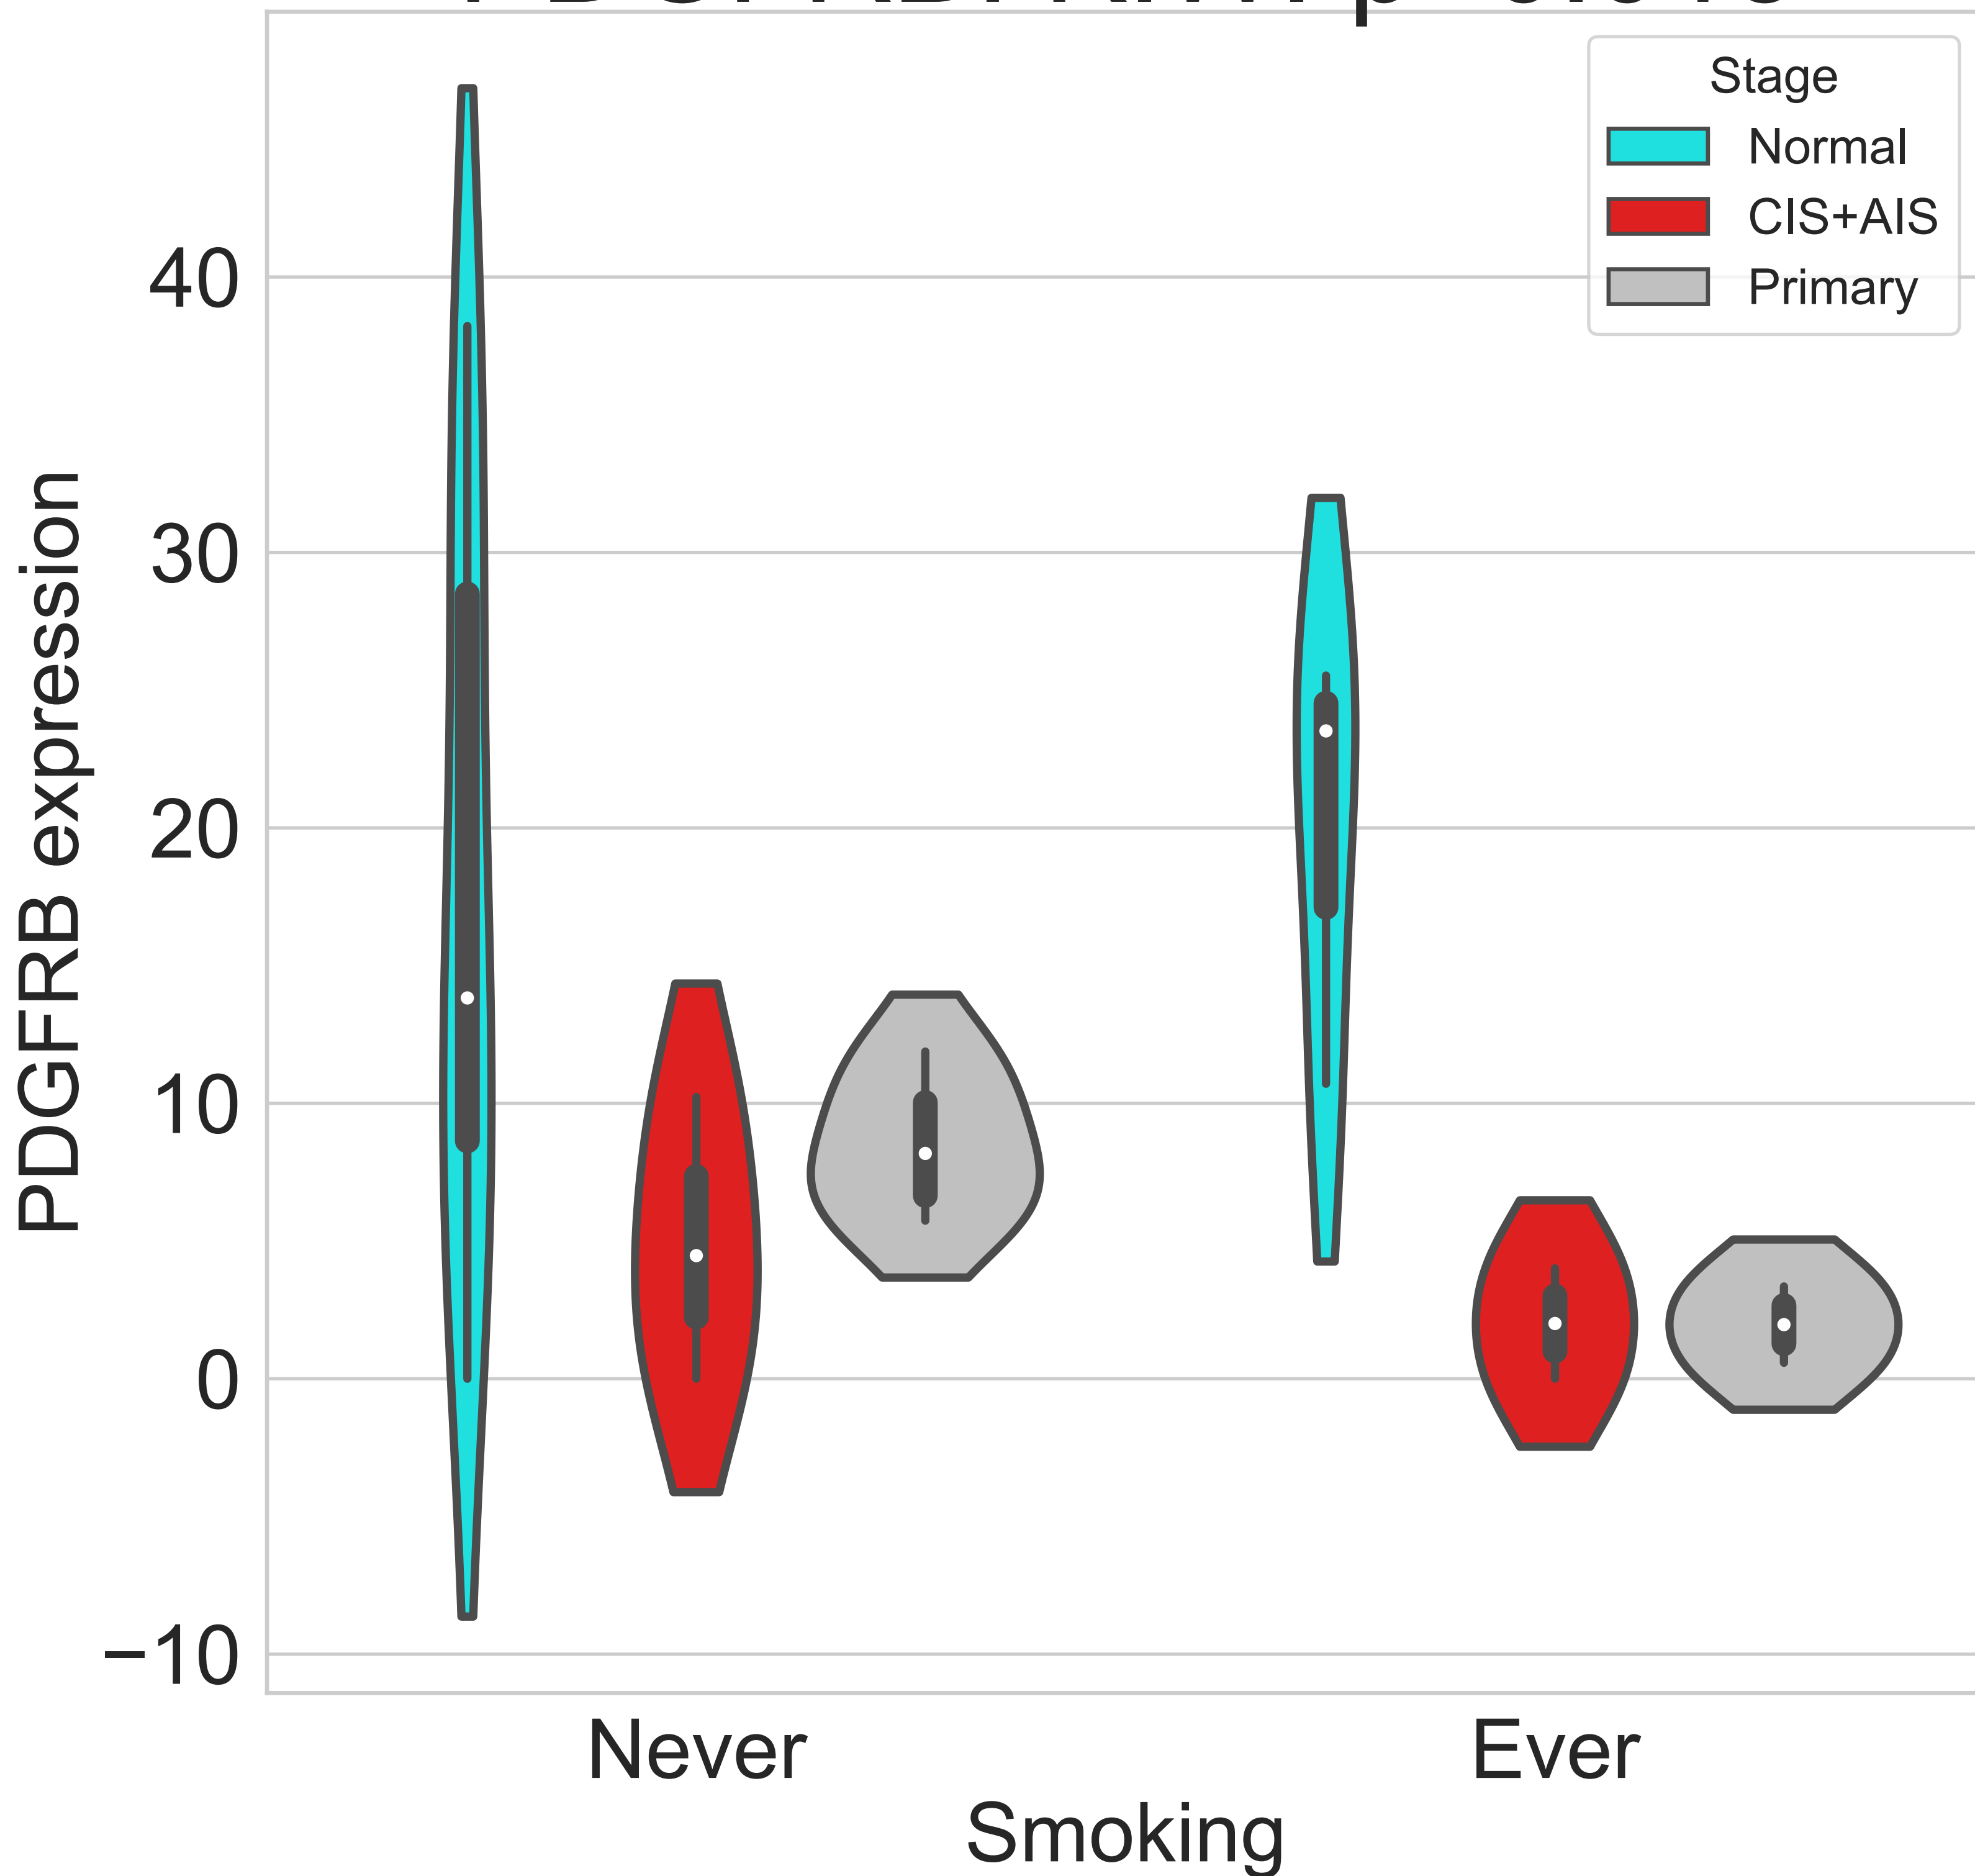 Stage
Normal
CIS+AIS
Primary
PDGFRB expression
40
30
20
10
0
−10
Never
Ever
Smoking